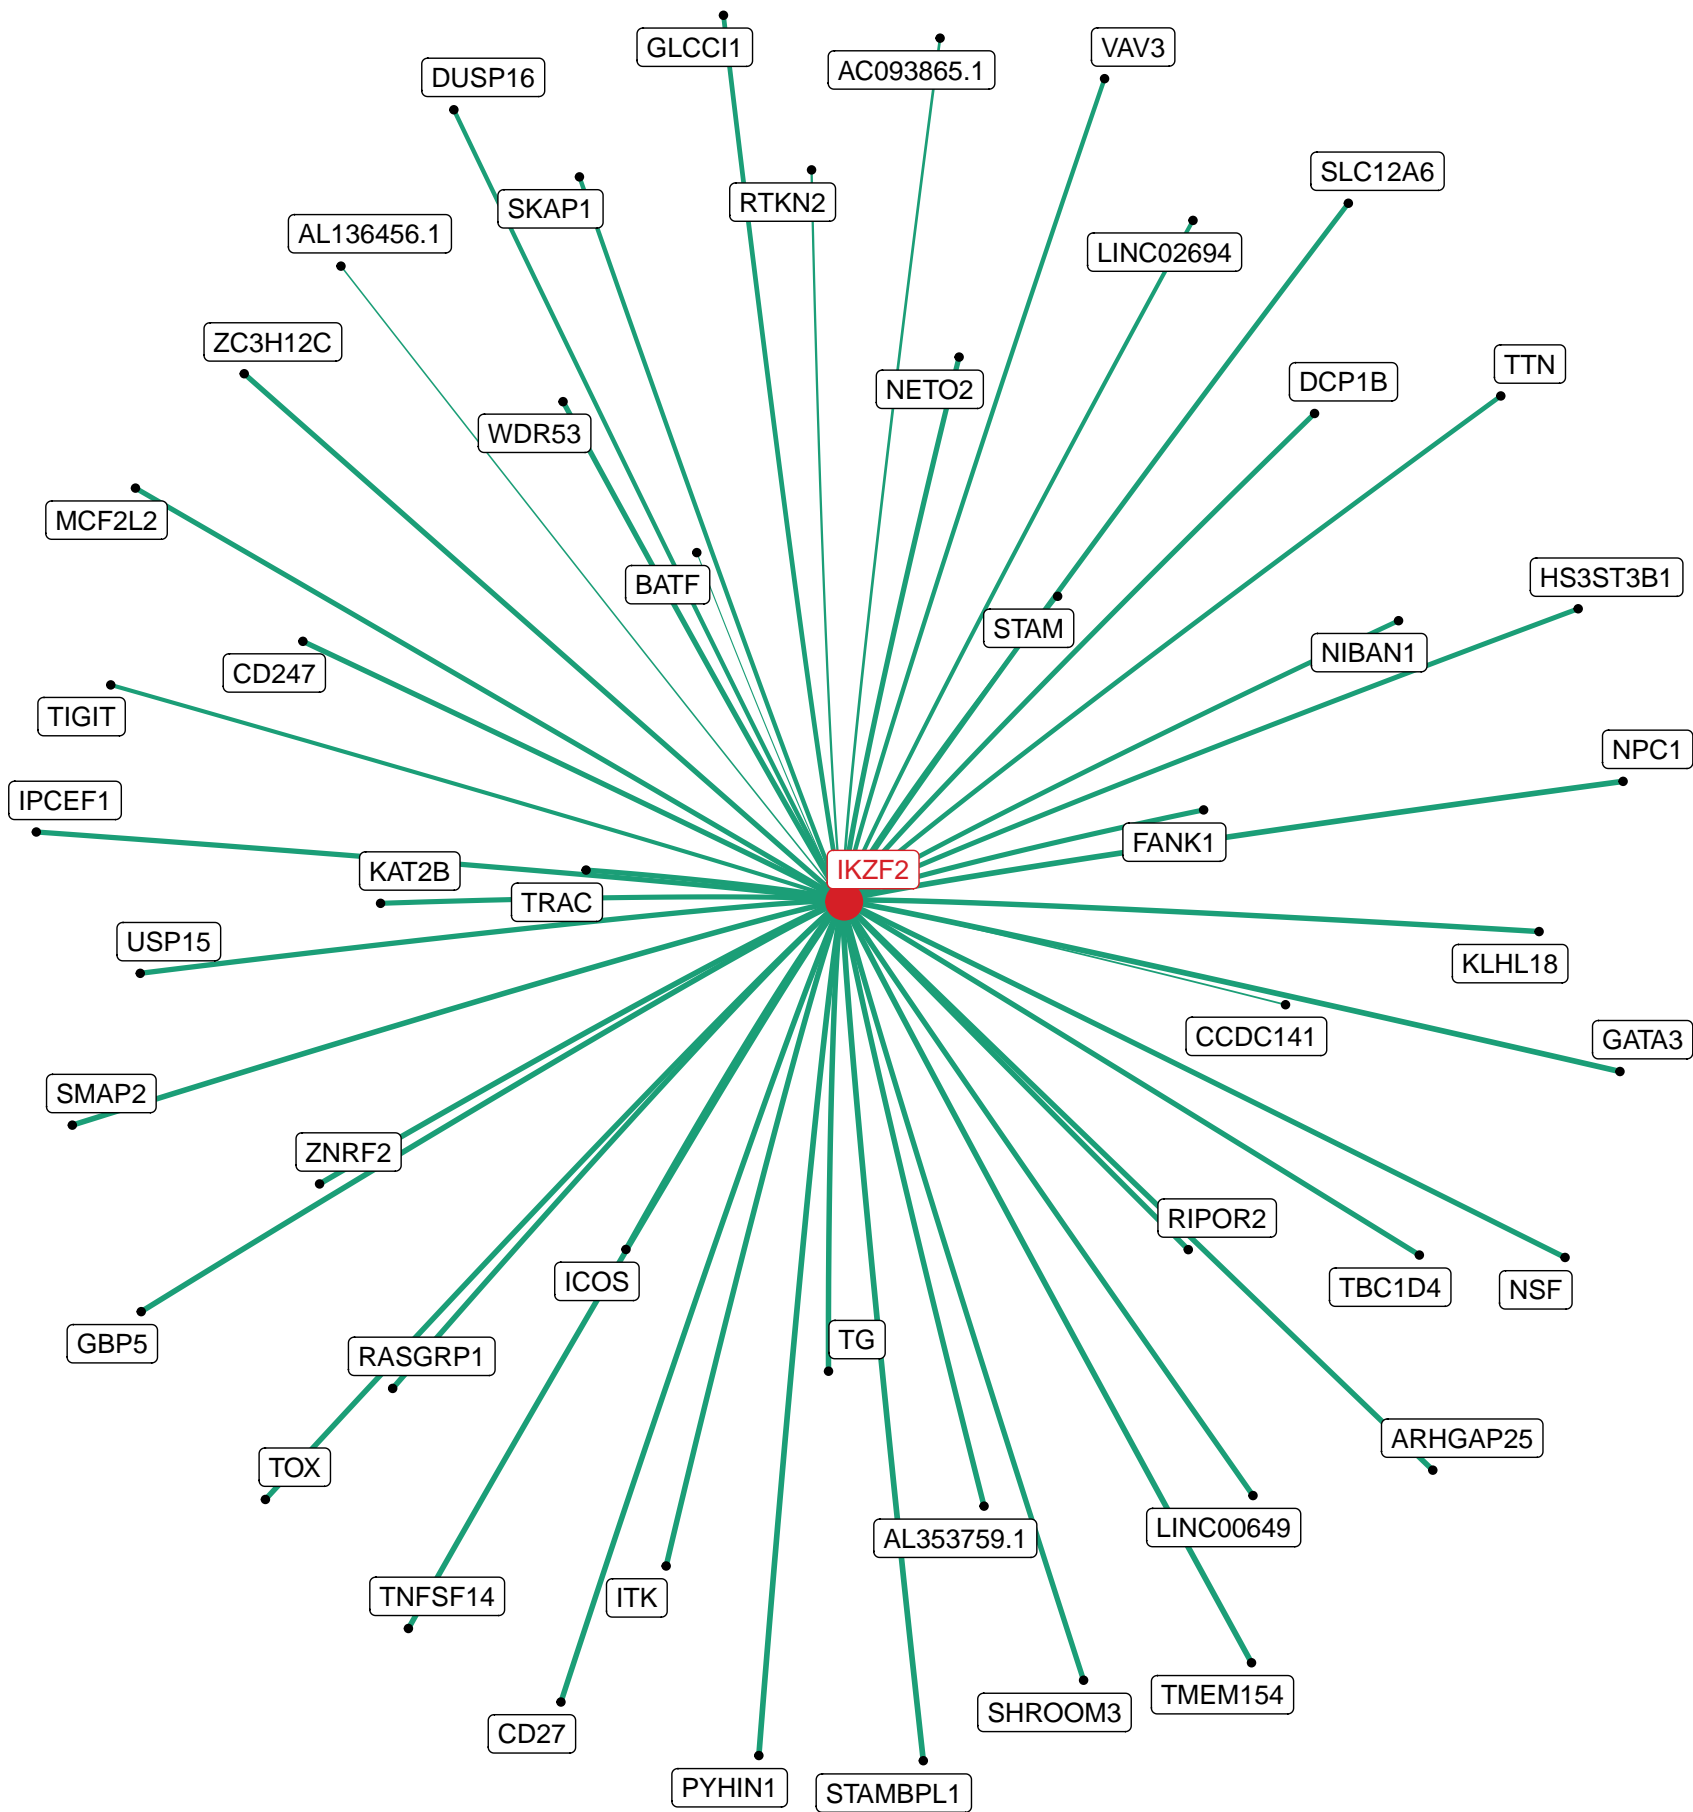 GLCCI1
VAV3
AC093865.1
DUSP16
SLC12A6
RTKN2
SKAP1
AL136456.1
LINC02694
ZC3H12C
TTN
DCP1B
NETO2
WDR53
MCF2L2
HS3ST3B1
BATF
STAM
NIBAN1
CD247
TIGIT
NPC1
IPCEF1
FANK1
IKZF2
KAT2B
TRAC
USP15
KLHL18
CCDC141
GATA3
SMAP2
ZNRF2
RIPOR2
ICOS
TBC1D4
NSF
TG
GBP5
RASGRP1
ARHGAP25
TOX
LINC00649
AL353759.1
TNFSF14
ITK
TMEM154
SHROOM3
CD27
PYHIN1
STAMBPL1